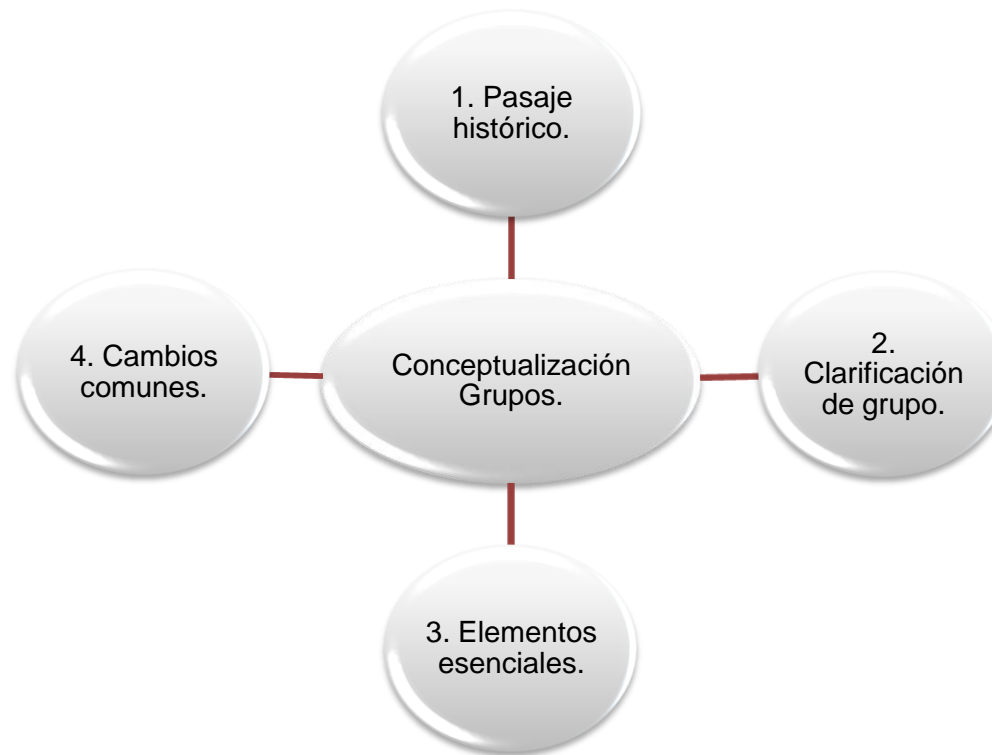 1. Pasaje
histórico.
4. Cambios
comunes.
Conceptualización
Grupos.
2.
Clarificación
de grupo.
3. Elementos
esenciales.